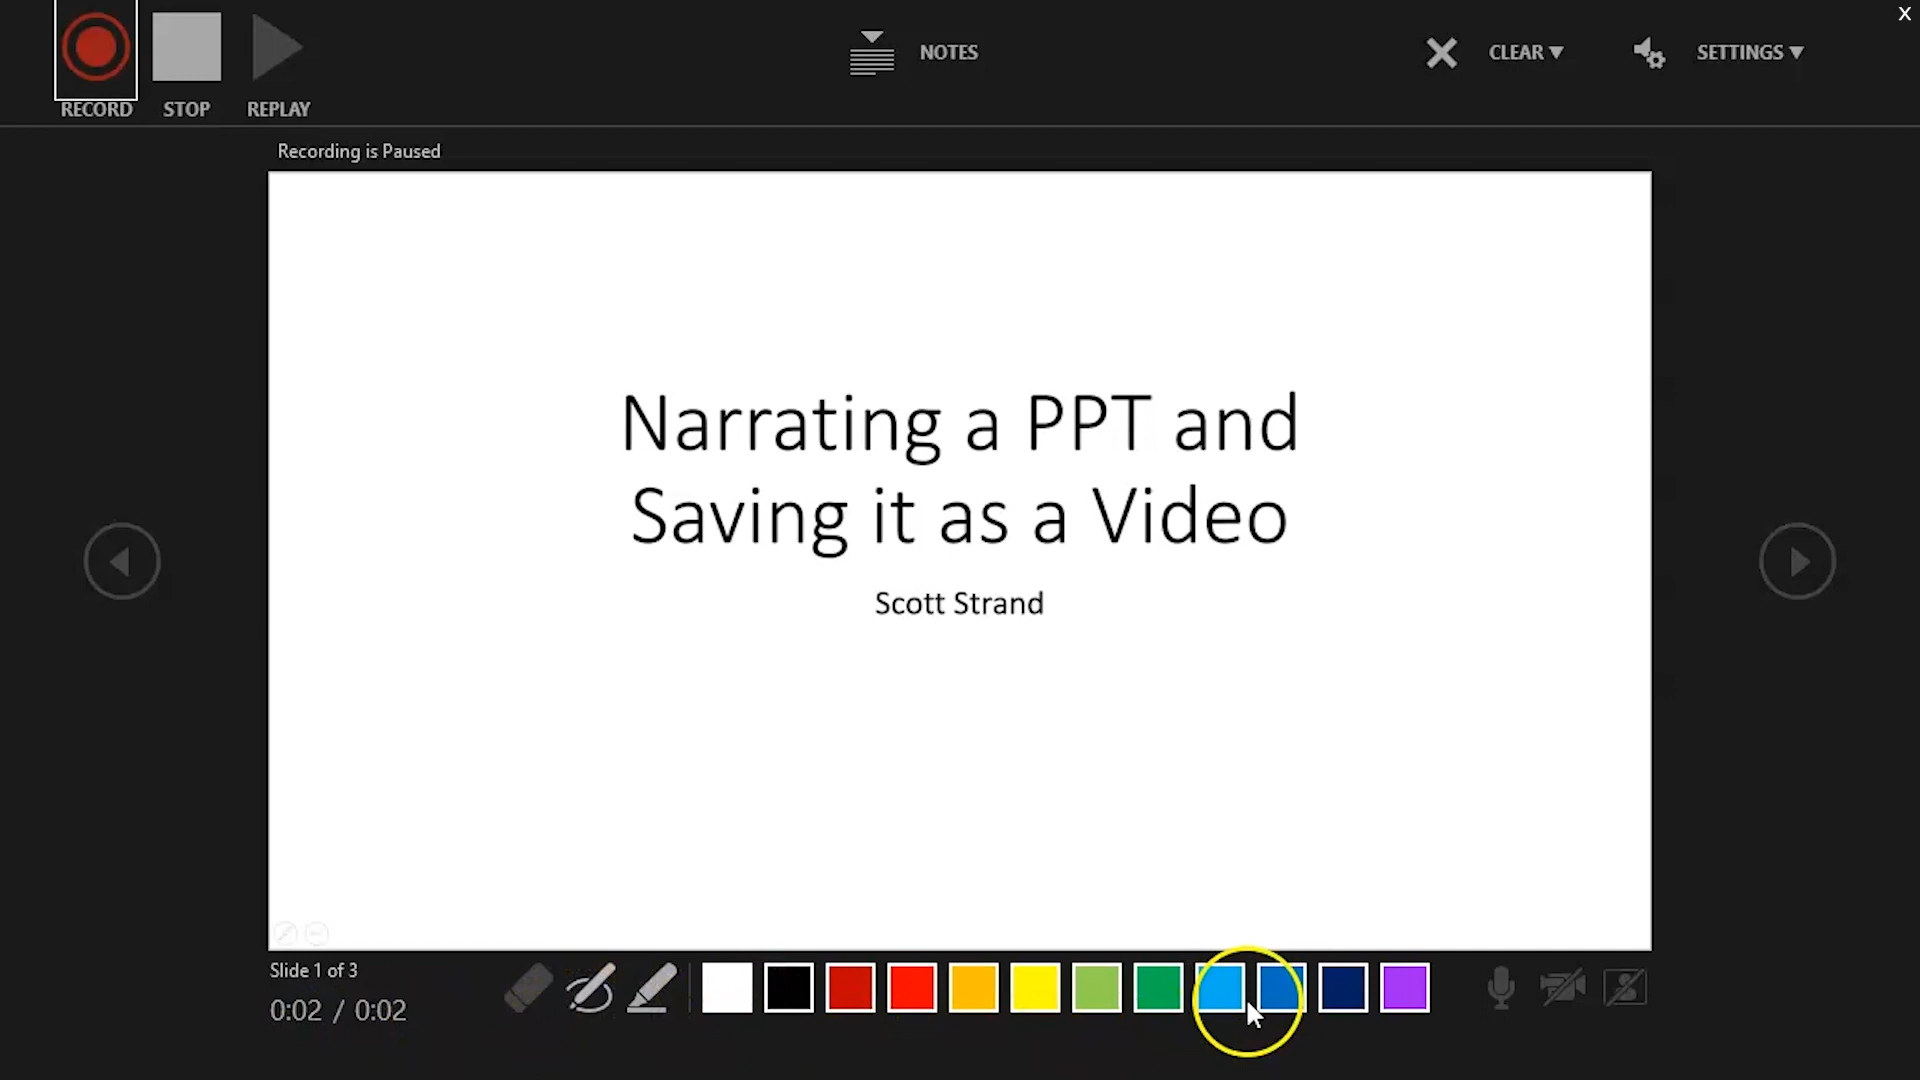 X
RECORD
STOP
REPLAY
NOTES
CLEAR
SETTINGS
Recording is Paused
Narrating a PPT and
Saving it as a Video
Scott Strand
Slide 1 of 3
0:02 / 0:02